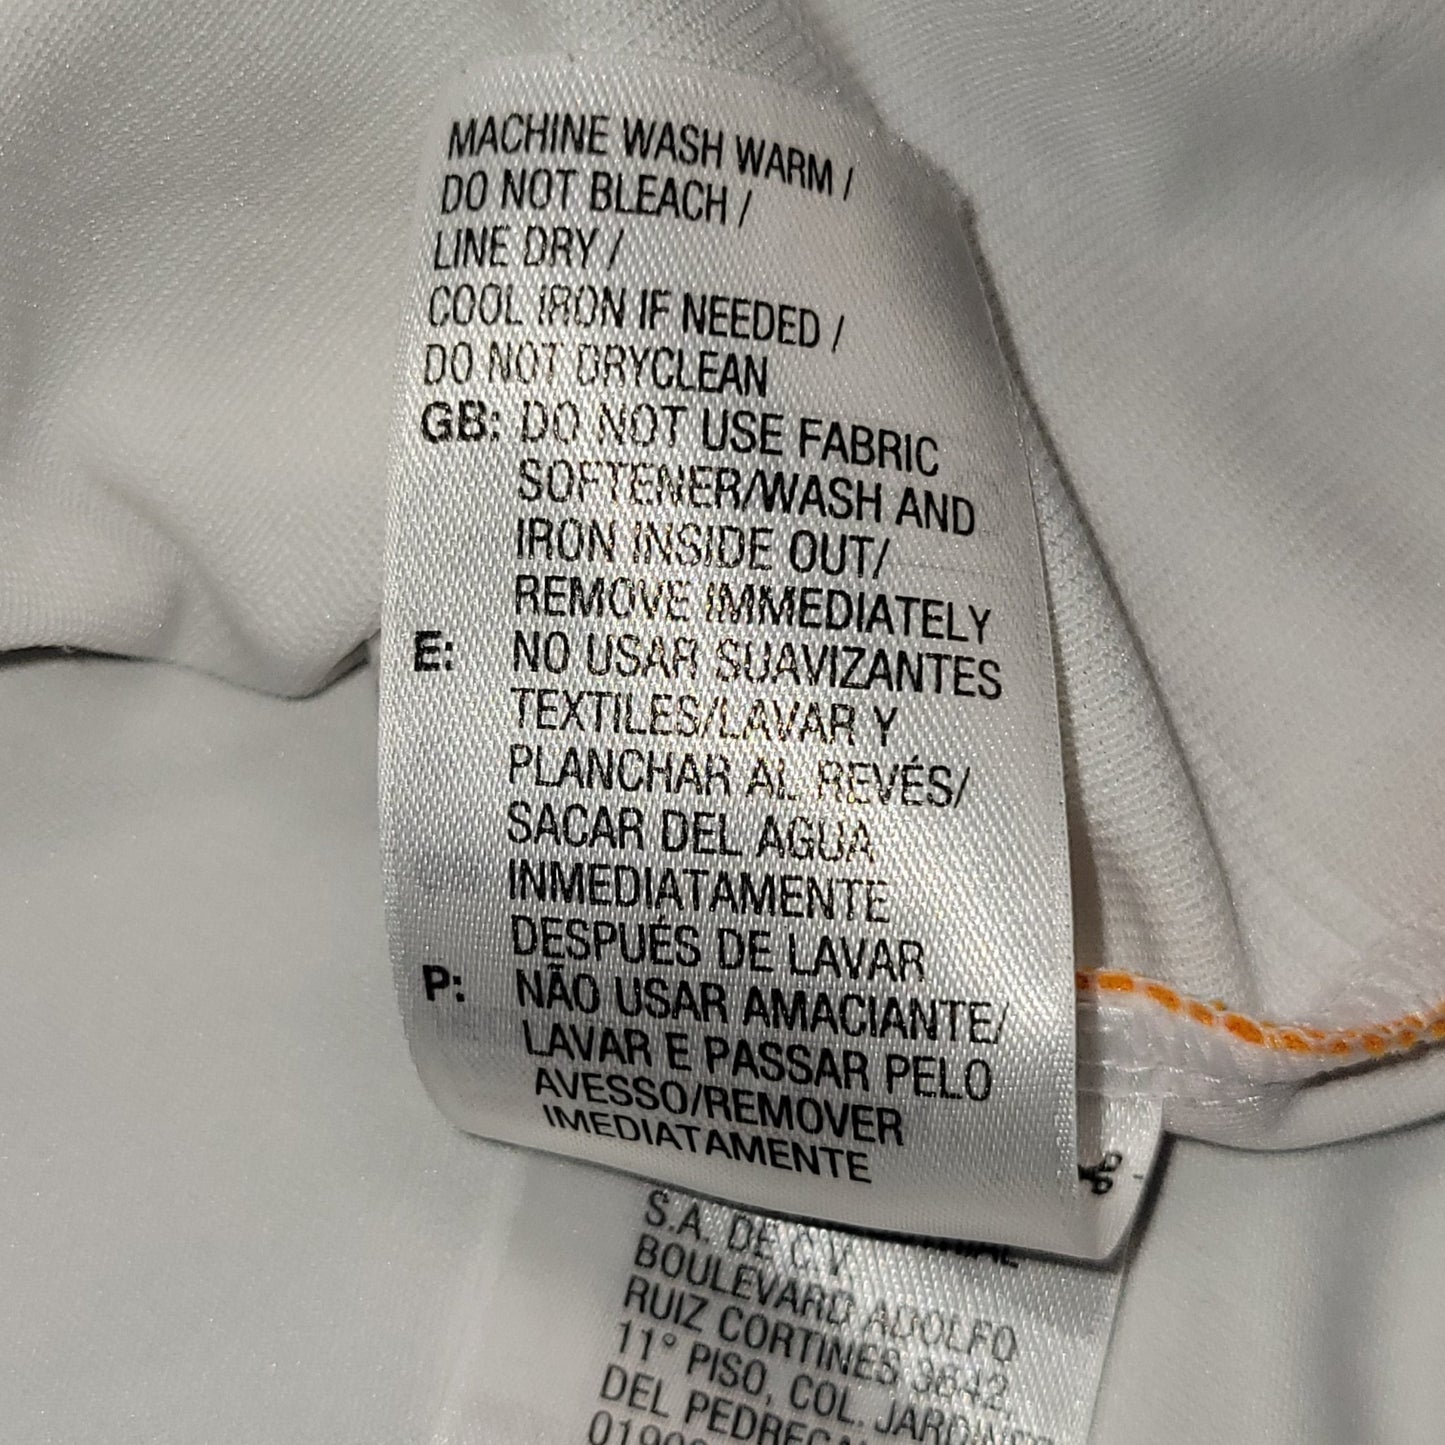 MACHINE WASH WARM /
DO NOT BLEACH /
LINE DRY /
COOL IRON IF NEEDED /
DO NOT DRYCLEAN
GB: DO NOT USE FABRIC
SOFTENER/WASH AND
IRON INSIDE OUT/
REMOVE IMMEDIATELY
E: NO USAR SUAVIZANTES
TEXTILES/LAVAR Y
PLANCHAR AL REVÉS/
SACAR DEL AGUA
INMEDIATAMENTE
DESPUÉS DE LAVAR
P: NÃO USAR AMACIANTE/
LAVAR E PASSAR PELO
AVESSO/REMOVER
IMEDIATAMENTE
S.A. DE C.V.
BOULEVARD ADOLFO
RUIZ CORTINES 3642,
11° PISO, COL.
DEL